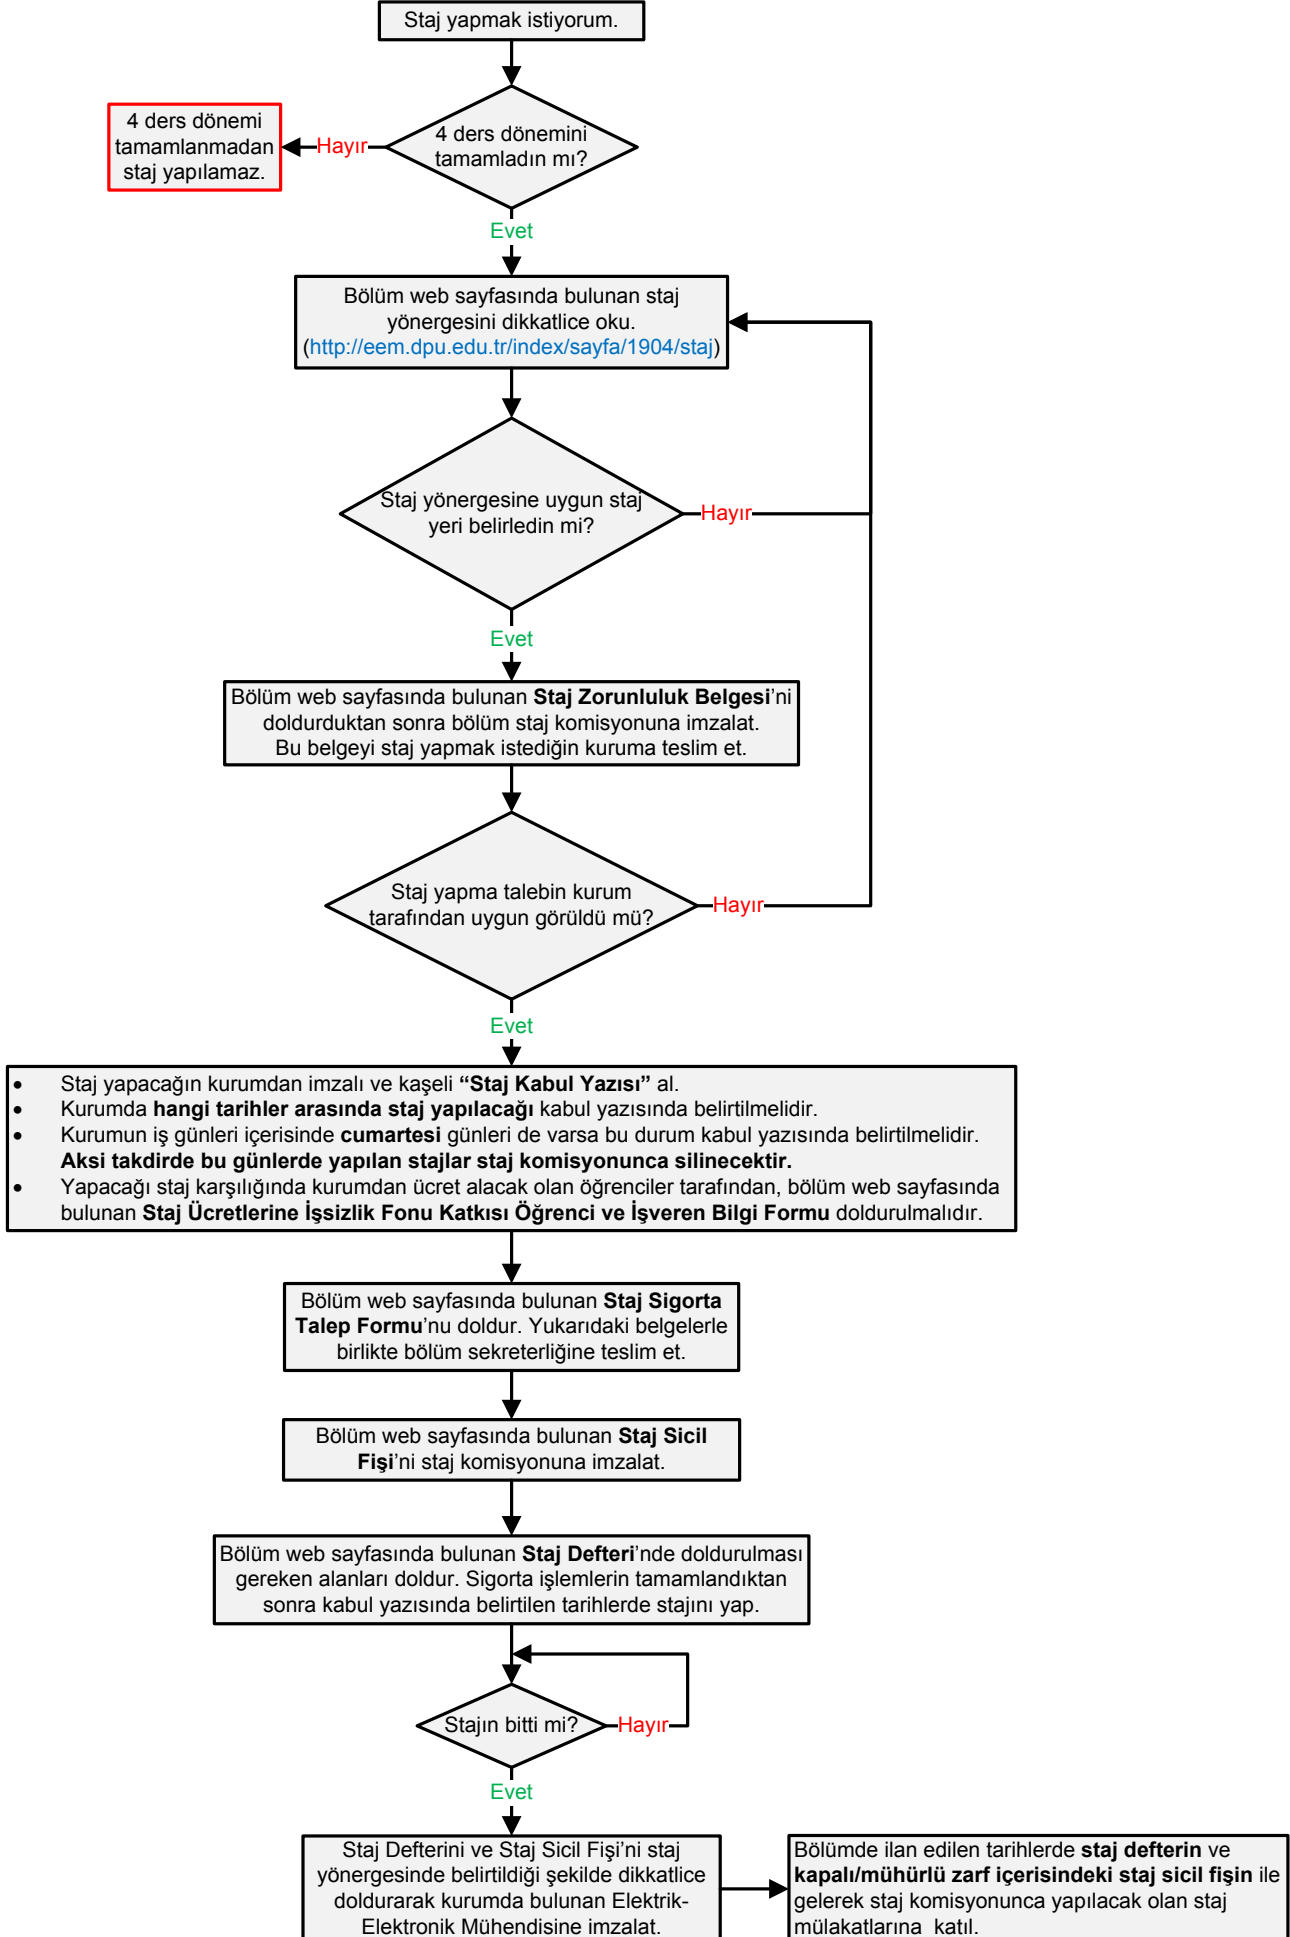 Staj yapmak istiyorum.
4 ders dönemi
tamamlanmadan
staj yapılamaz.
Hayır
4 ders dönemini
tamamladın mı?
Evet
Bölüm web sayfasında bulunan staj
yönergesini dikkatlice oku.
(http://eem.dpu.edu.tr/index/sayfa/1904/staj)
Staj yönergesine uygun staj
yeri belirledin mi?
Hayır
Evet
Bölüm web sayfasında bulunan Staj Zorunluluk Belgesi’ni
doldurduktan sonra bölüm staj komisyonuna imzalat.
Bu belgeyi staj yapmak istediğin kuruma teslim et.
Staj yapma talebin kurum
tarafından uygun görüldü mü?
Hayır
Evet
• Staj yapacağın kurumdan imzalı ve kaşeli “Staj Kabul Yazısı” al.
• Kurumda hangi tarihler arasında staj yapılacağı kabul yazısında belirtilmelidir.
• Kurumun iş günleri içerisinde cumartesi günleri de varsa bu durum kabul yazısında belirtilmelidir.
Aksi takdirde bu günlerde yapılan stajlar staj komisyonunca silinecektir.
• Yapacağı staj karşılığında kurumdan ücret alacak olan öğrenciler tarafından, bölüm web sayfasında
bulunan Staj Ücretlerine İşsizlik Fonu Katkısı Öğrenci ve İşveren Bilgi Formu doldurulmalıdır.
Bölüm web sayfasında bulunan Staj Sigorta
Talep Formu’nu doldur. Yukarıdaki belgelerle
birlikte bölüm sekreterliğine teslim et.
Bölüm web sayfasında bulunan Staj Sicil
Fişi’ni staj komisyonuna imzalat.
Bölüm web sayfasında bulunan Staj Defteri’nde doldurulması
gereken alanları doldur. Sigorta işlemlerin tamamlandıktan
sonra kabul yazısında belirtilen tarihlerde stajını yap.
Stajın bitti mi?
Hayır
Evet
Staj Defterini ve Staj Sicil Fişi’ni staj
yönergesinde belirtildiği şekilde dikkatlice
doldurarak kurumda bulunan Elektrik-
Elektronik Mühendisine imzalat.
Bölümde ilan edilen tarihlerde staj defterin ve
kapalı/mühürlü zarf içerisindeki staj sicil fişin ile
gelerek staj komisyonunca yapılacak olan staj
mülakatlarına katıl.